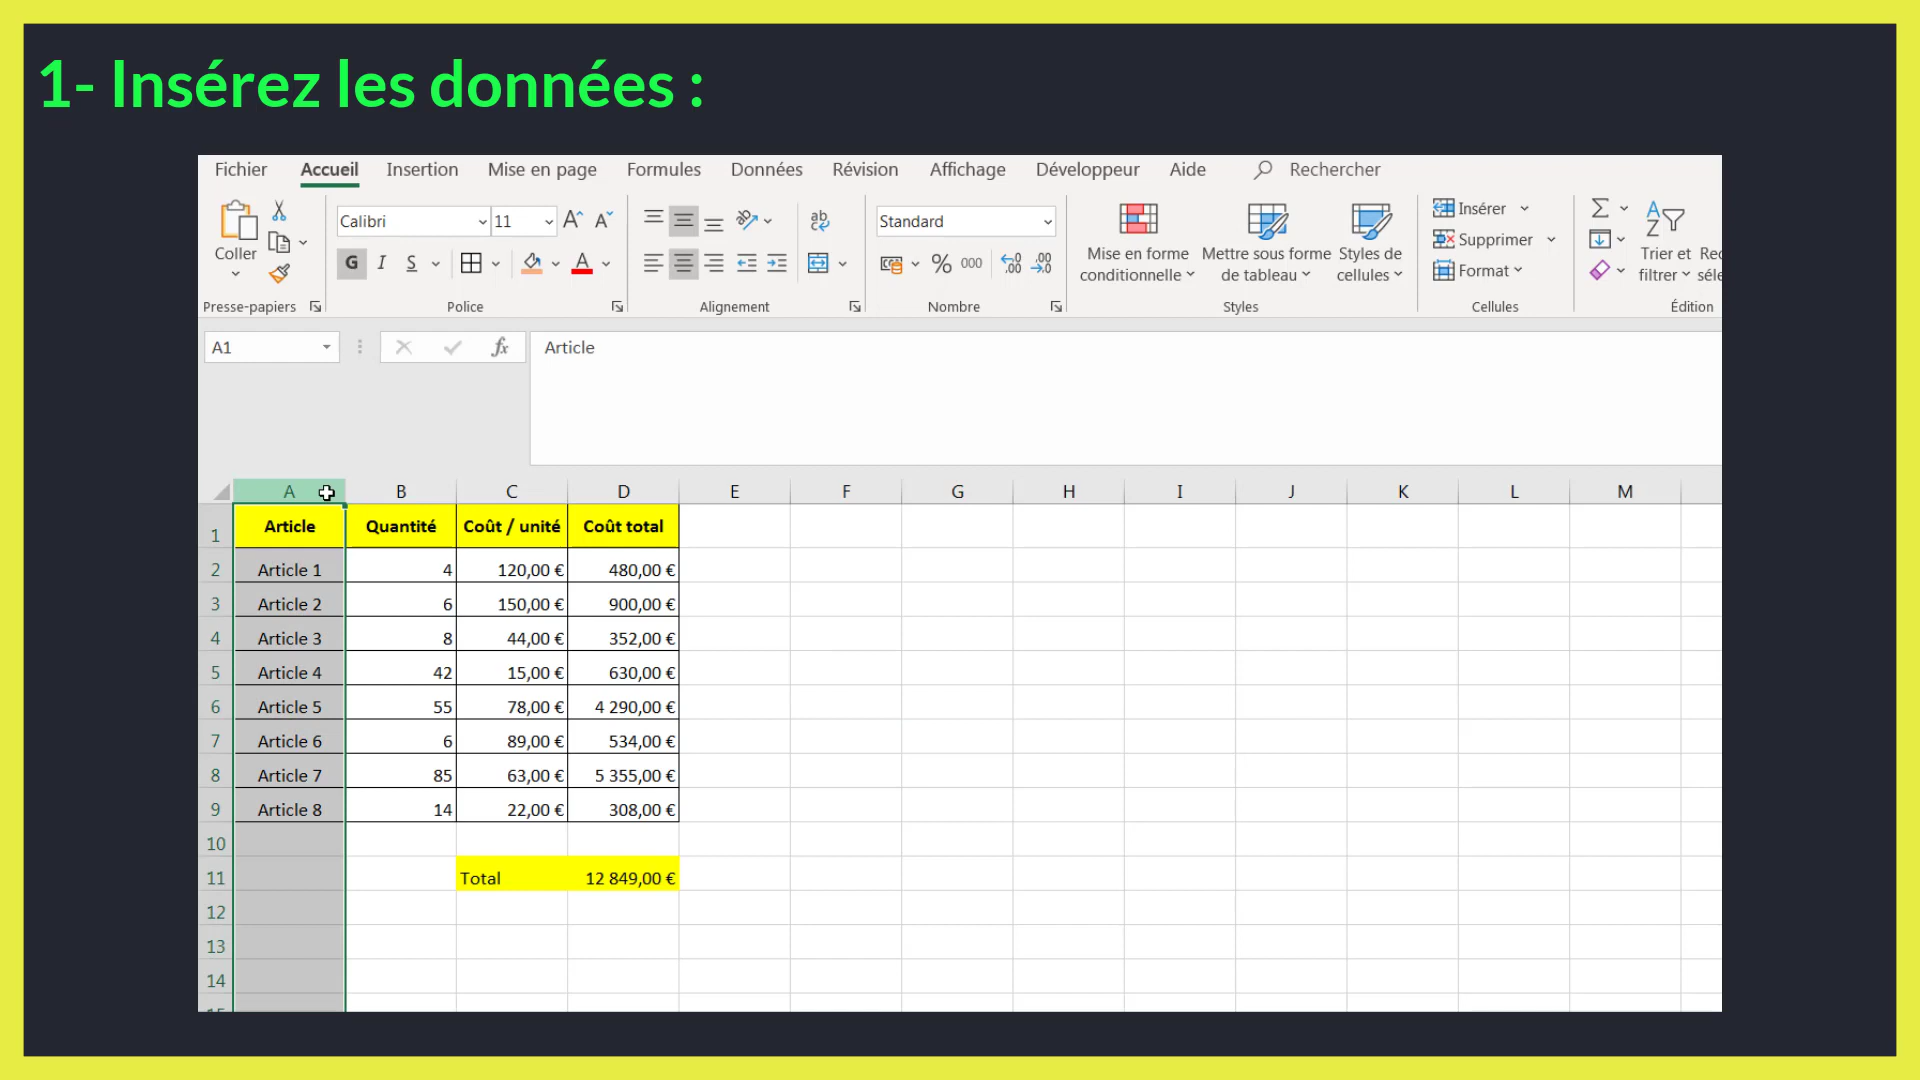 1- Insérez les données :
Fichier Accueil Insertion Mise en page Formules Données Révision Affichage Développeur Aide Rechercher
Coller
Presse-papiers
Calibri 11
G I S
Police
ab
Alignement
Standard
% 000
Nombre
Mise en forme
conditionnelle
Mettre sous forme
de tableau
Styles de
cellules
Styles
Insérer
Supprimer
Format
Cellules
Trier et
filtrer
Édition
A1 fx Article
A B C D E F G H I J K L M
1 Article Quantité Coût / unité Coût total
2 Article 1 4 120,00 € 480,00 €
3 Article 2 6 150,00 € 900,00 €
4 Article 3 8 44,00 € 352,00 €
5 Article 4 42 15,00 € 630,00 €
6 Article 5 55 78,00 € 4 290,00 €
7 Article 6 6 89,00 € 534,00 €
8 Article 7 85 63,00 € 5 355,00 €
9 Article 8 14 22,00 € 308,00 €
10
11 Total 12 849,00 €
12
13
14